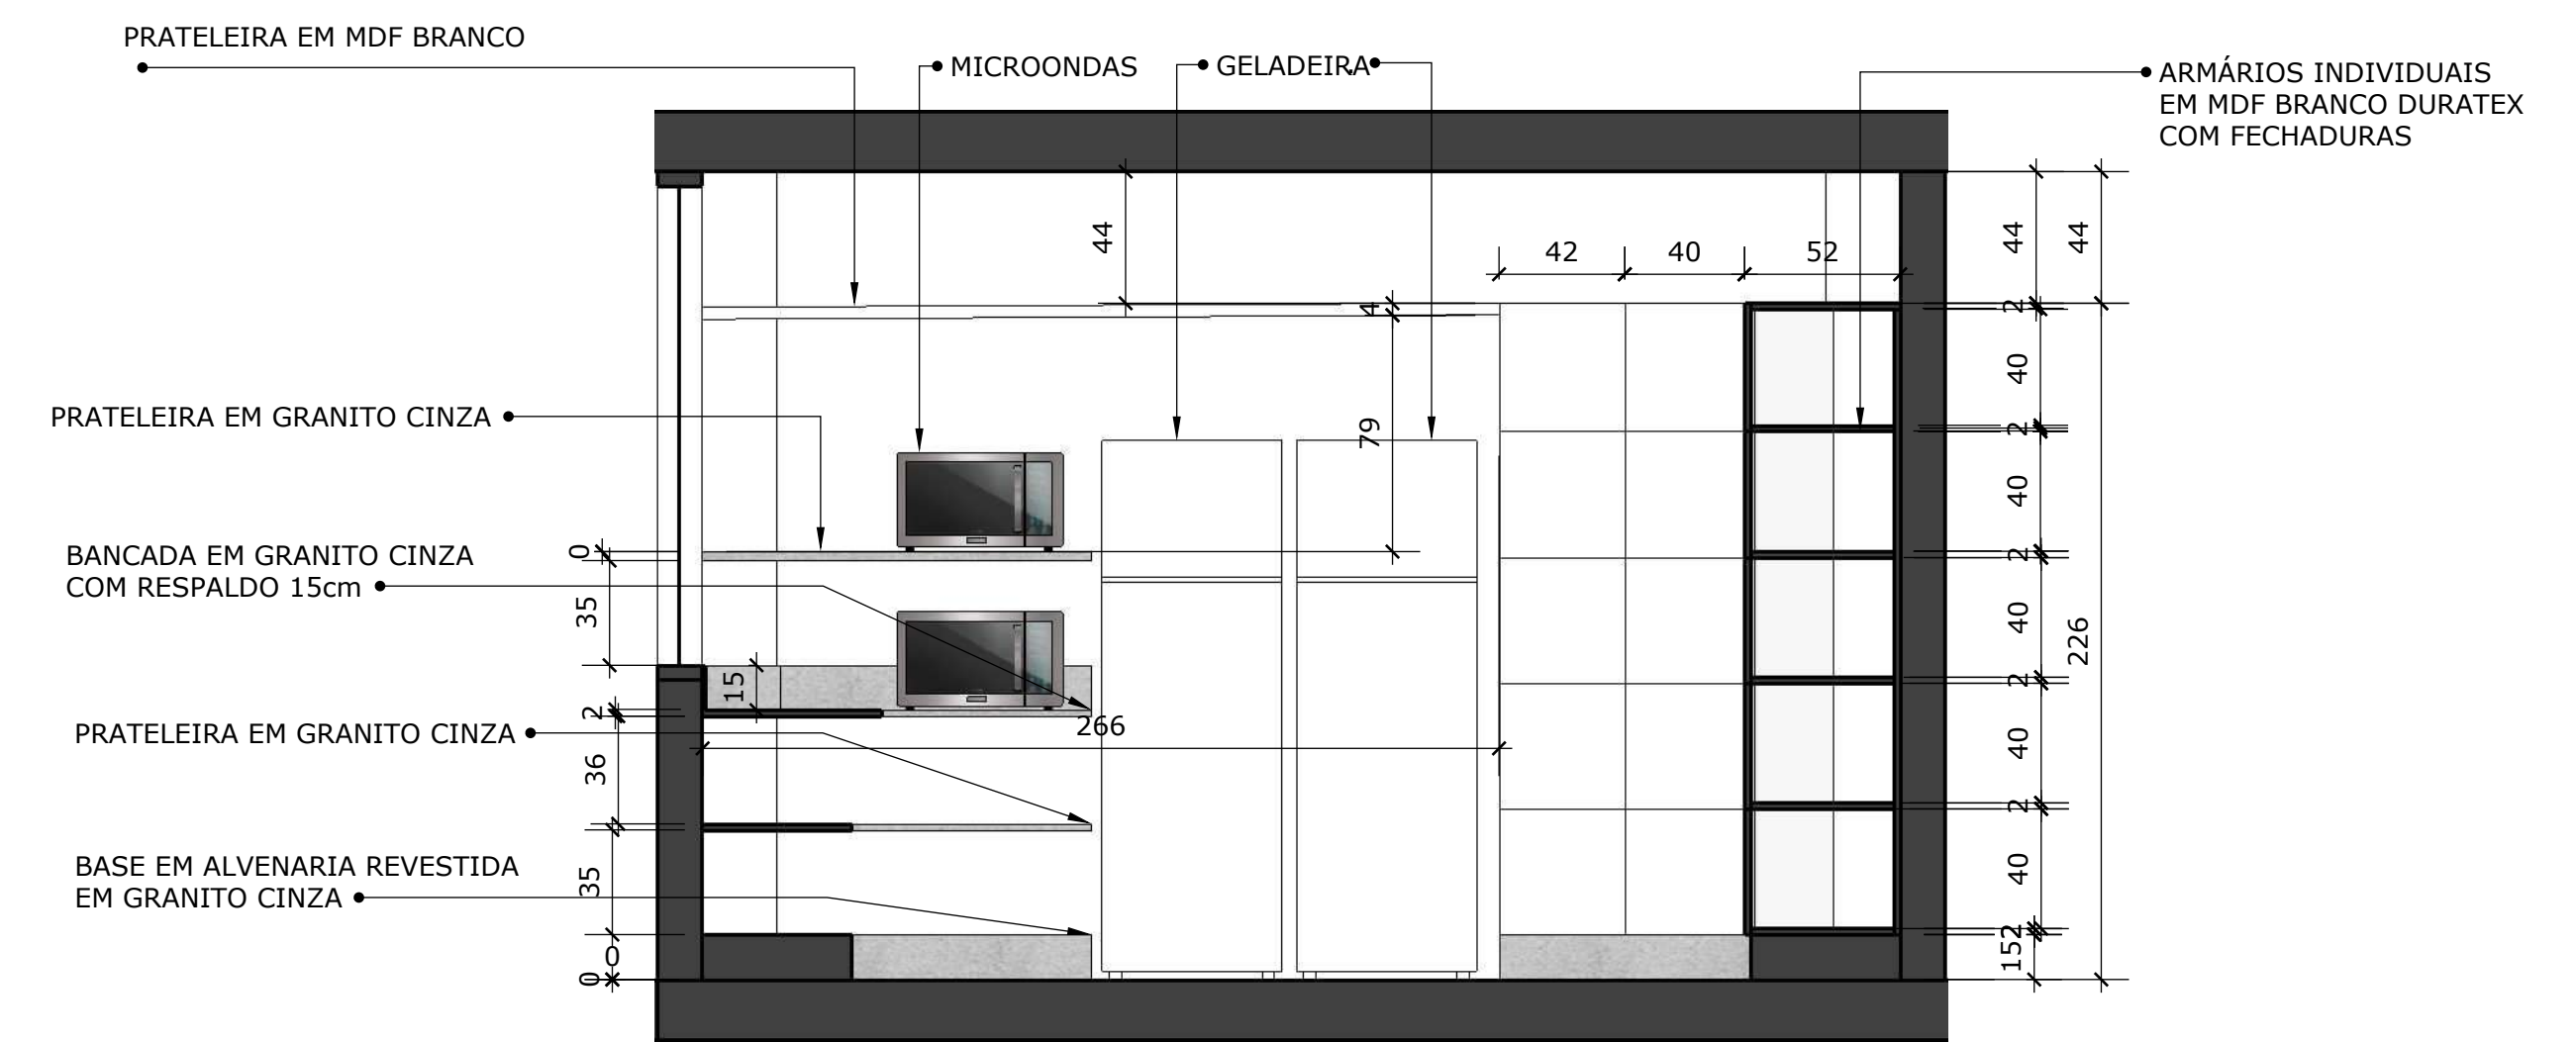 PRATELEIRA EM MDF BRANCO
MICROONDAS
GELADEIRA
ARMÁRIOS INDIVIDUAIS
EM MDF BRANCO DURATEX
COM FECHADURAS
44
42
40
52
44
44
2
4
40
79
2
PRATELEIRA EM GRANITO CINZA
40
0
2
BANCADA EM GRANITO CINZA
COM RESPALDO 15cm
35
40
226
2
15
2
266
PRATELEIRA EM GRANITO CINZA
36
40
2
BASE EM ALVENARIA REVESTIDA
EM GRANITO CINZA
35
40
2
15
0
0